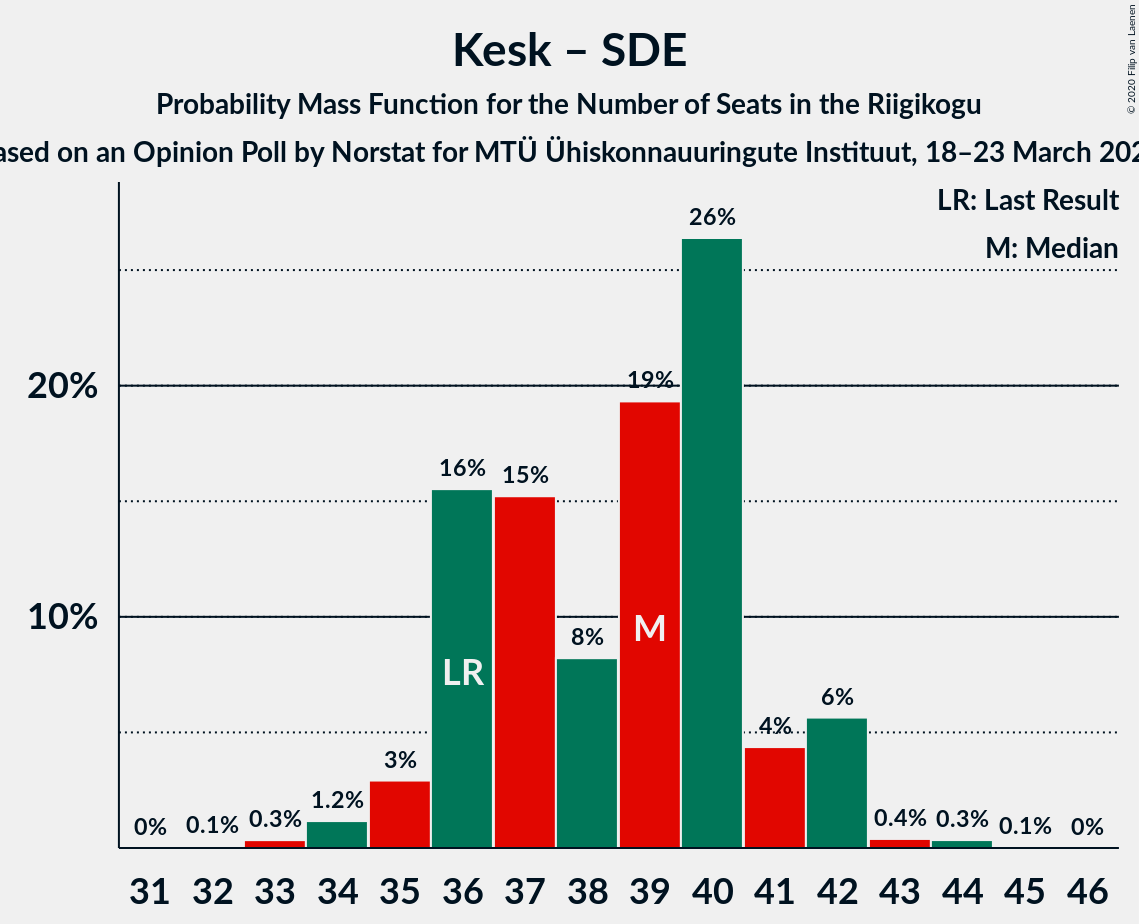 Kesk – SDE
Probability Mass Function for the Number of Seats in the Riigikogu
ased on an Opinion Poll by Norstat for MTÜ Ühiskonnauuringute Instituut, 18–23 March 202
© 2020 Filip van Laenen
LR: Last Result
M: Median
26%
20%
19%
16%
15%
10%
8%
M
LR
6%
4%
3%
1.2%
0% 0.1% 0.3% 0.4% 0.3% 0.1% 0%
31 32 33 34 35 36 37 38 39 40 41 42 43 44 45 46